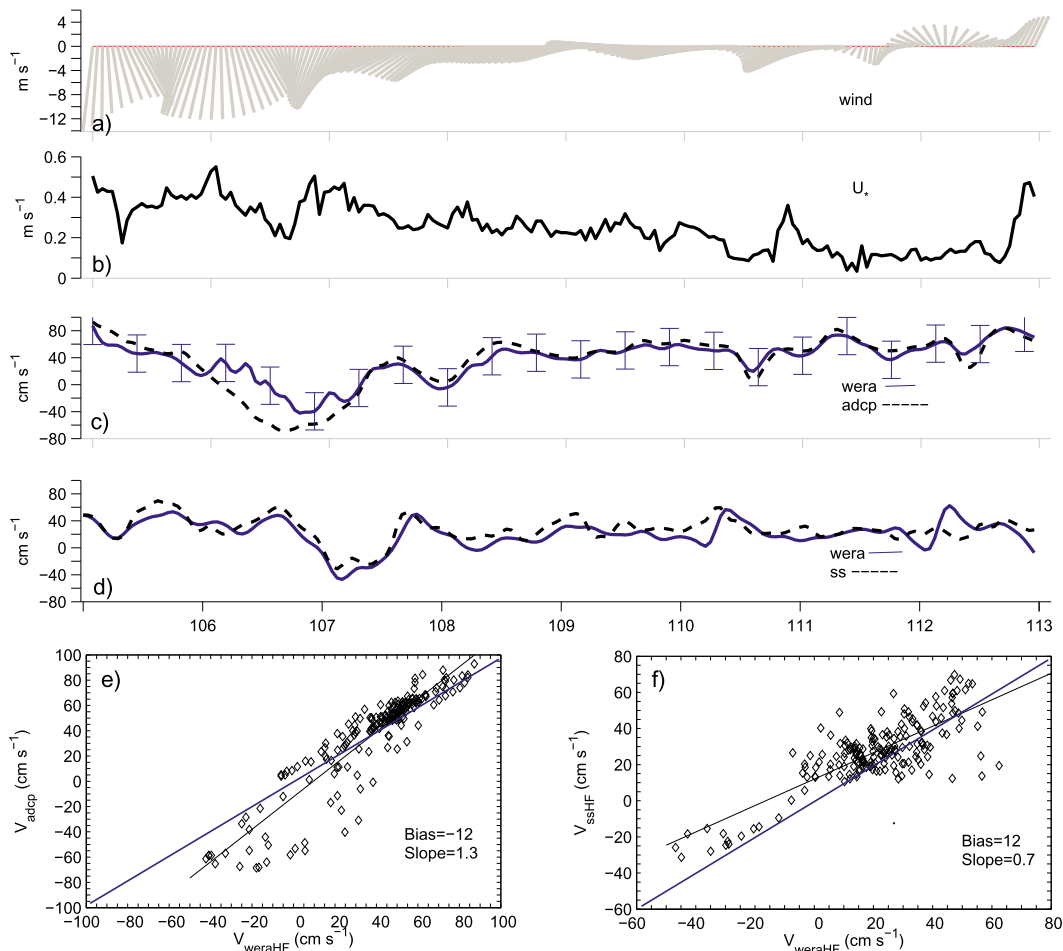 4
0
−4
−8
−12
m s⁻¹
wind
a)
0.6
0.4
0.2
0
m s⁻¹
U*
b)
80
40
0
−40
−80
cm s⁻¹
wera
adcp
c)
80
40
0
−40
−80
cm s⁻¹
wera
ss
d)
106 107 108 109 110 111 112 113
100
80
60
40
20
0
−20
−40
−60
−80
−100
V adcp (cm s⁻¹)
e)
Bias=−12
Slope=1.3
−100 −80 −60 −40 −20 0 20 40 60 80 100
V weraHF (cm s⁻¹)
80
60
40
20
0
−20
−40
−60
V ssHF (cm s⁻¹)
f)
Bias=12
Slope=0.7
−60 −40 −20 0 20 40 60 80
V weraHF (cm s⁻¹)